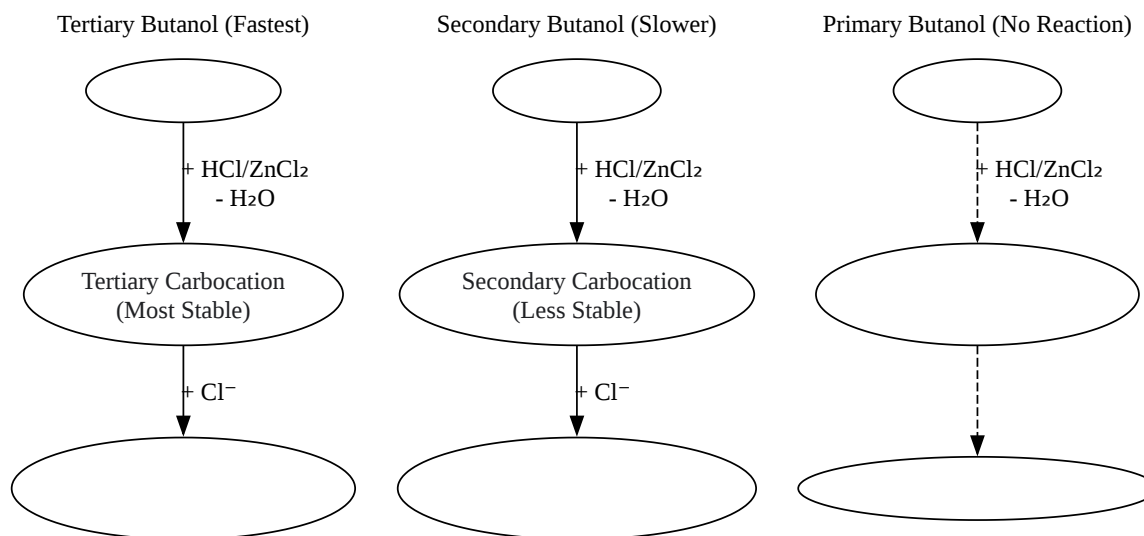 Tertiary Butanol (Fastest)
Secondary Butanol (Slower)
Primary Butanol (No Reaction)
+ HCl/ZnCl₂
- H₂O
+ HCl/ZnCl₂
- H₂O
+ HCl/ZnCl₂
- H₂O
Tertiary Carbocation
(Most Stable)
Secondary Carbocation
(Less Stable)
+ Cl⁻
+ Cl⁻